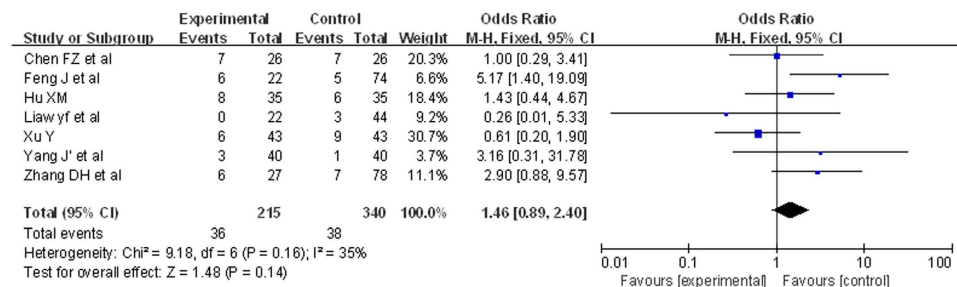 Experimental Control Odds Ratio Odds Ratio
Study or Subgroup Events Total Events Total Weight M-H, Fixed, 95% CI M-H, Fixed, 95% CI
Chen FZ et al 7 26 7 26 20.3% 1.00 [0.29, 3.41]
Feng J et al 6 22 5 74 6.6% 5.17 [1.40, 19.09]
Hu XM 8 35 6 35 18.4% 1.43 [0.44, 4.67]
Liaw yf et al 0 22 3 44 9.2% 0.26 [0.01, 5.33]
Xu Y 6 43 9 43 30.7% 0.61 [0.20, 1.90]
Yang J' et al 3 40 1 40 3.7% 3.16 [0.31, 31.78]
Zhang DH et al 6 27 7 78 11.1% 2.90 [0.88, 9.57]
Total (95% CI) 215 340 100.0% 1.46 [0.89, 2.40]
Total events 36 38
Heterogeneity: Chi² = 9.18, df = 6 (P = 0.16); I² = 35%
Test for overall effect: Z = 1.48 (P = 0.14)
0.01 0.1 1 10 100
Favours [experimental] Favours [control]